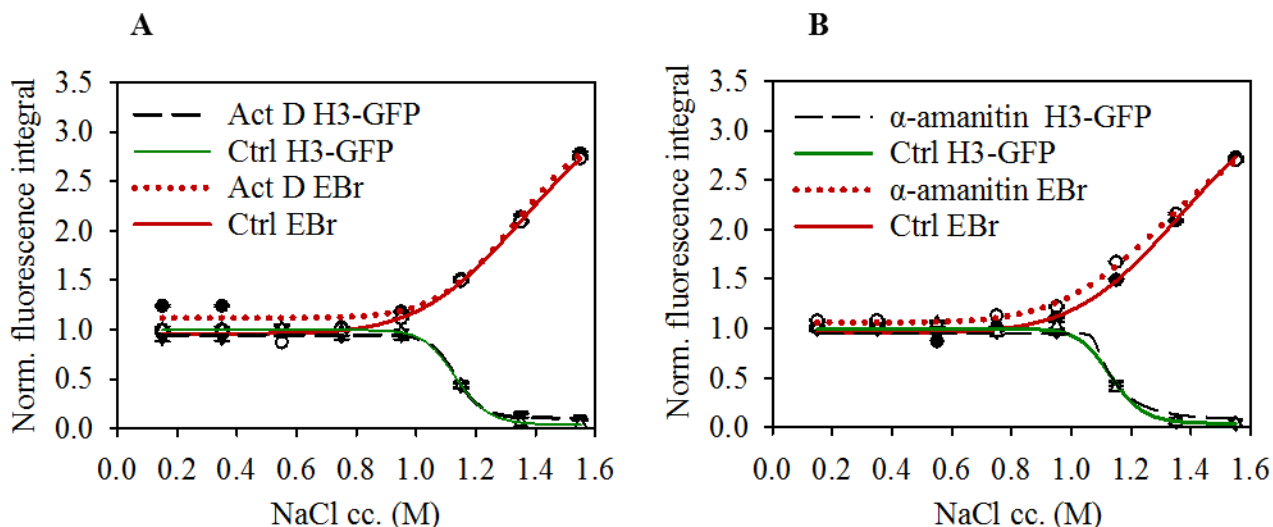 A
Norm. fluorescence integral
3.5
3.0
2.5
2.0
1.5
1.0
0.5
0.0
Act D H3-GFP
Ctrl H3-GFP
Act D EBr
Ctrl EBr
0.0 0.2 0.4 0.6 0.8 1.0 1.2 1.4 1.6
NaCl cc. (M)
B
Norm. fluorescence integral
3.5
3.0
2.5
2.0
1.5
1.0
0.5
0.0
α-amanitin H3-GFP
Ctrl H3-GFP
α-amanitin EBr
Ctrl EBr
0.0 0.2 0.4 0.6 0.8 1.0 1.2 1.4 1.6
NaCl cc. (M)